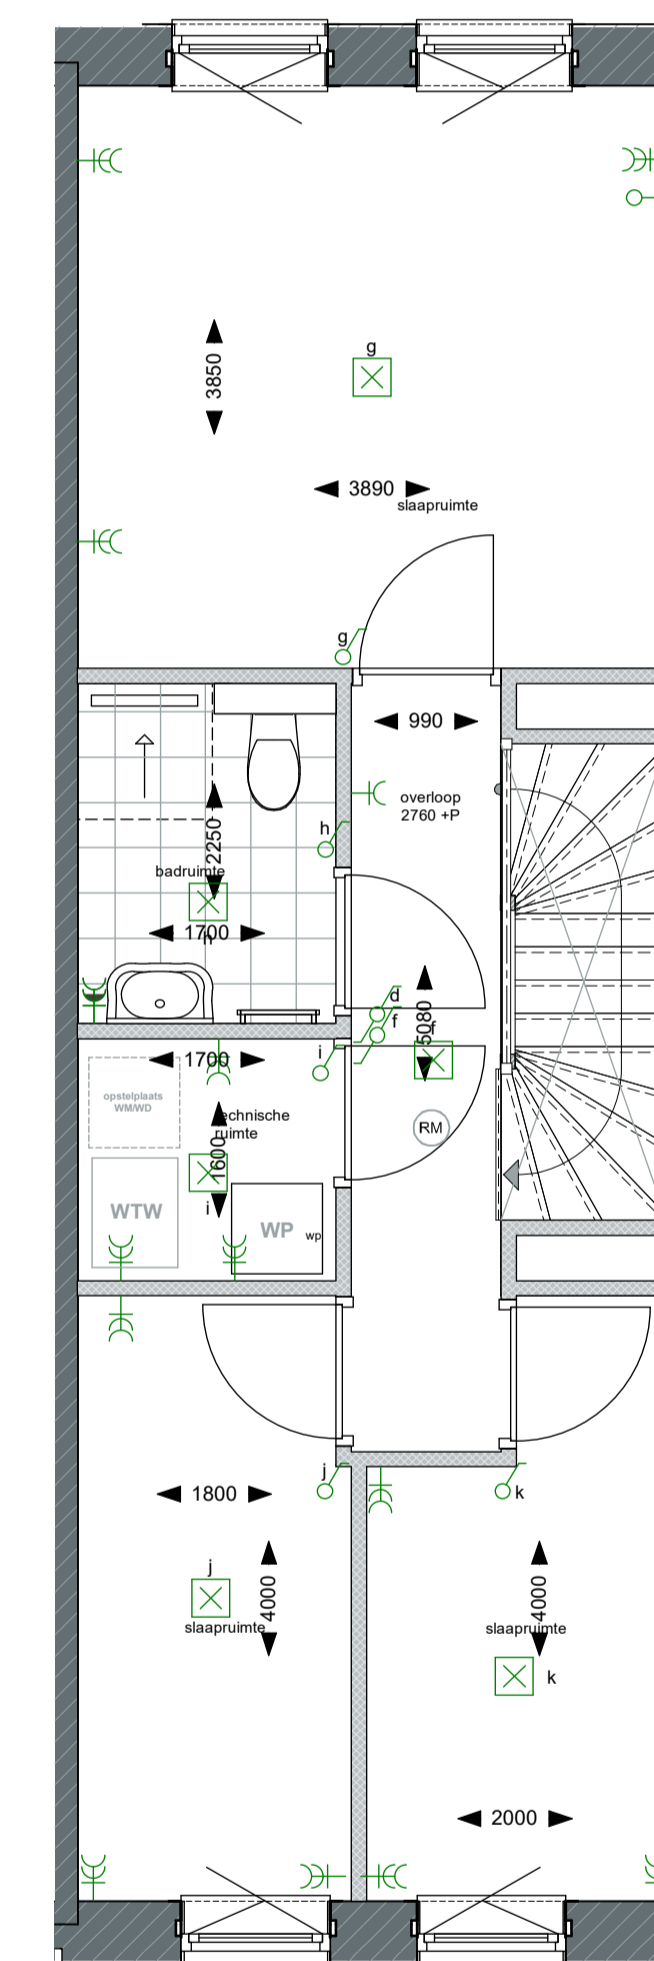 g
3850
3890
slaapruimte
g
990
overloop
2760 +P
h
2250
badruimte
1700
h
d
f
f
5080
i
1700
opstelplaats
WM/WD
technische
ruimte
1600
RM
i
WTW
WP
wp
j
k
1800
j
4000
slaapruimte
4000
slaapruimte
k
2000